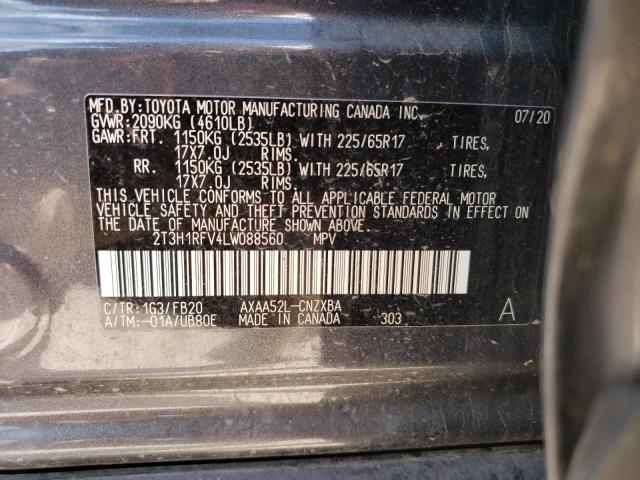 MFD.BY:TOYOTA MOTOR MANUFACTURING CANADA INC. 07/20
GVWR:2090KG (4610LB)
GAWR:FRT. 1150KG (2535LB) WITH 225/65R17 TIRES,
17X7.0J RIMS.
RR. 1150KG (2535LB) WITH 225/65R17 TIRES,
17X7.0J RIMS.
THIS VEHICLE CONFORMS TO ALL APPLICABLE FEDERAL MOTOR
VEHICLE SAFETY AND THEFT PREVENTION STANDARDS IN EFFECT ON
THE DATE OF MANUFACTURE SHOWN ABOVE.
2T3H1RFV4LW088560 MPV
C/TR:1G3/FB20 AXAA52L-CNZXBA
A/TM:-01A/UB80E MADE IN CANADA 303 A